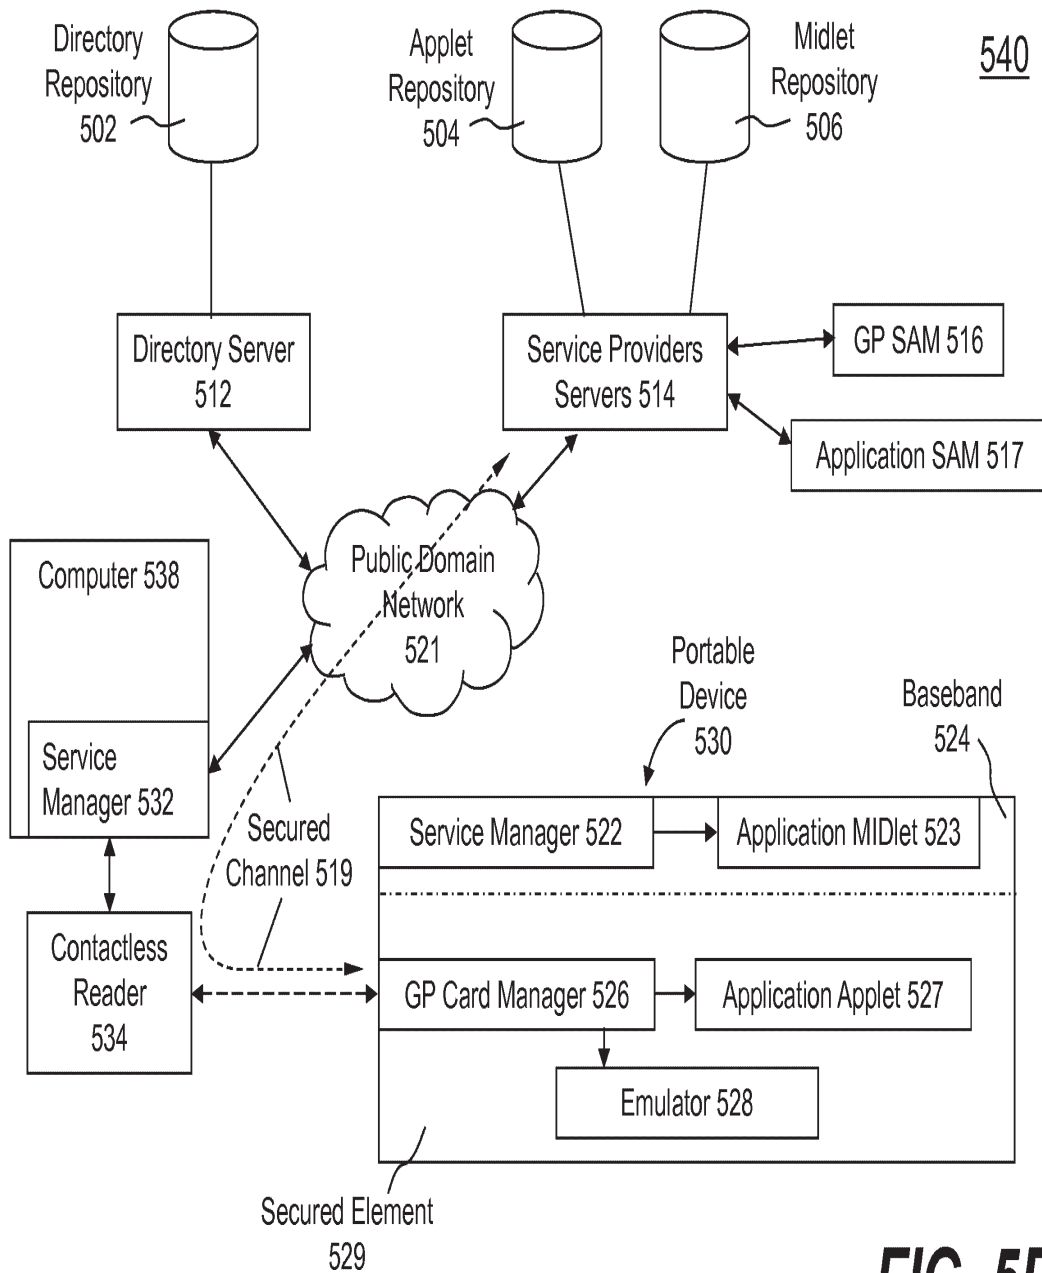 Directory
Repository
502
Applet
Repository
504
Midlet
Repository
506
540
Directory Server
512
Service Providers
Servers 514
GP SAM 516
Application SAM 517
Public Domain
Network
521
Computer 538
Service
Manager 532
Secured
Channel 519
Portable
Device
530
Baseband
524
Service Manager 522
Application MIDlet 523
Contactless
Reader
534
GP Card Manager 526
Application Applet 527
Emulator 528
Secured Element
529
FIG.